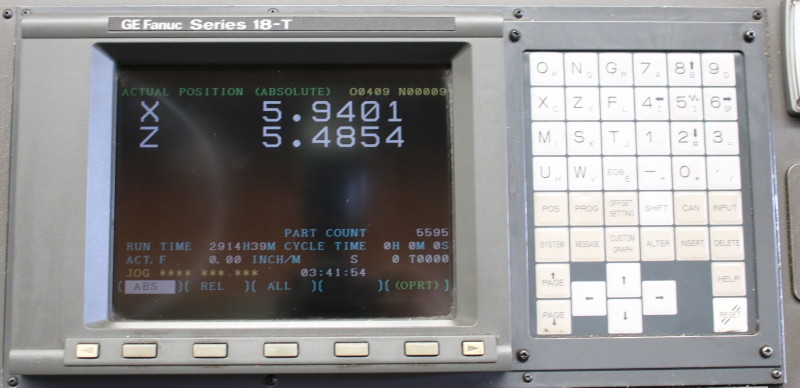 GE Fanuc Series 18-T
ACTUAL POSITION (ABSOLUTE) O0409 N00009
X 5.9401
Z 5.4854
PART COUNT 5595
RUN TIME 2914H39M CYCLE TIME 0H 0M 0S
ACT.F 0.00 INCH/M S 0 T0000
JOG **** *** *** 03:41:54
[ ABS ][ REL ][ ALL ][ ][ (OPRT) ]
O P N Q G R 7 A 8 B 9 D
X C Z Y F L 4 5 6 SP
M I S K T J 1 , 2 # 3 =
U H W V EOB E - + 0 * . /
POS PROG OFFSET SETTING SHIFT CAN INPUT
SYSTEM MESSAGE CUSTOM GRAPH ALTER INSERT DELETE
↑ PAGE ↑ HELP
← →
PAGE ↓ ↓ RESET